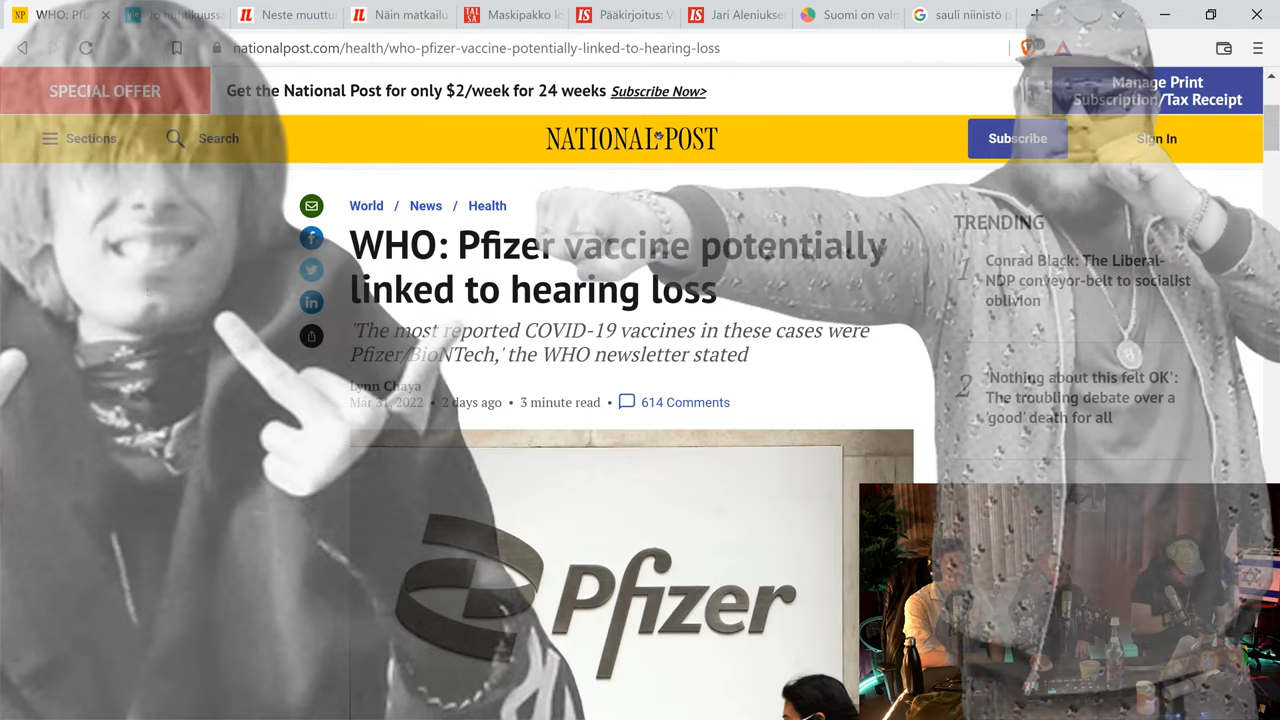 WHO: Pfi
Jo huhtikuussa
Neste muuttu
Näin matkailu
Maskipakko lo
Pääkirjoitus: V
Jari Aleniukse
Suomi on valm
sauli niinistö p
nationalpost.com/health/who-pfizer-vaccine-potentially-linked-to-hearing-loss
SPECIAL OFFER
Get the National Post for only $2/week for 24 weeks Subscribe Now>
Manage Print
Subscription/Tax Receipt
Sections
Search
NATIONAL POST
Subscribe
Sign In
World / News / Health
WHO: Pfizer vaccine potentially
linked to hearing loss
'The most reported COVID-19 vaccines in these cases were
Pfizer/BioNTech,' the WHO newsletter stated
Lynn Chaya
Mar 31, 2022 • 2 days ago • 3 minute read • 614 Comments
TRENDING
1 Conrad Black: The Liberal-
NDP conveyor-belt to socialist
oblivion
2 'Nothing about this felt OK':
The troubling debate over a
'good' death for all
Pfizer